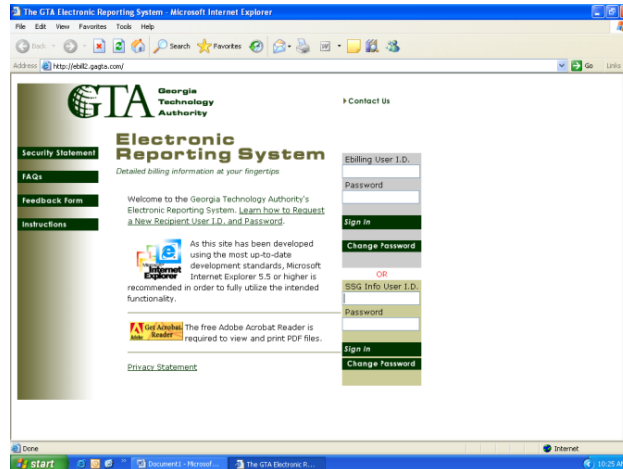 The GTA Electronic Reporting System - Microsoft Internet Explorer
File Edit View Favorites Tools Help
Back Search Favorites
Address http://ebill2.gagta.com/ Go Links
GTA Georgia
Technology
Authority
Contact Us
Electronic
Reporting System
Detailed billing information at your fingertips
Security Statement
FAQs
Feedback Form
Instructions
Welcome to the Georgia Technology Authority's
Electronic Reporting System. Learn how to Request
a New Recipient User I.D. and Password.
Microsoft
Internet
Explorer
As this site has been developed
using the most up-to-date
development standards, Microsoft
Internet Explorer 5.5 or higher is
recommended in order to fully utilize the intended
functionality.
Get Acrobat
Reader
Adobe
The free Adobe Acrobat Reader is
required to view and print PDF files.
Privacy Statement
Ebilling User I.D.
Password
Sign In
Change Password
OR
SSG Info User I.D.
Password
Sign In
Change Password
Done Internet
start Document1 - Microsof... The GTA Electronic R... 10:25 AM